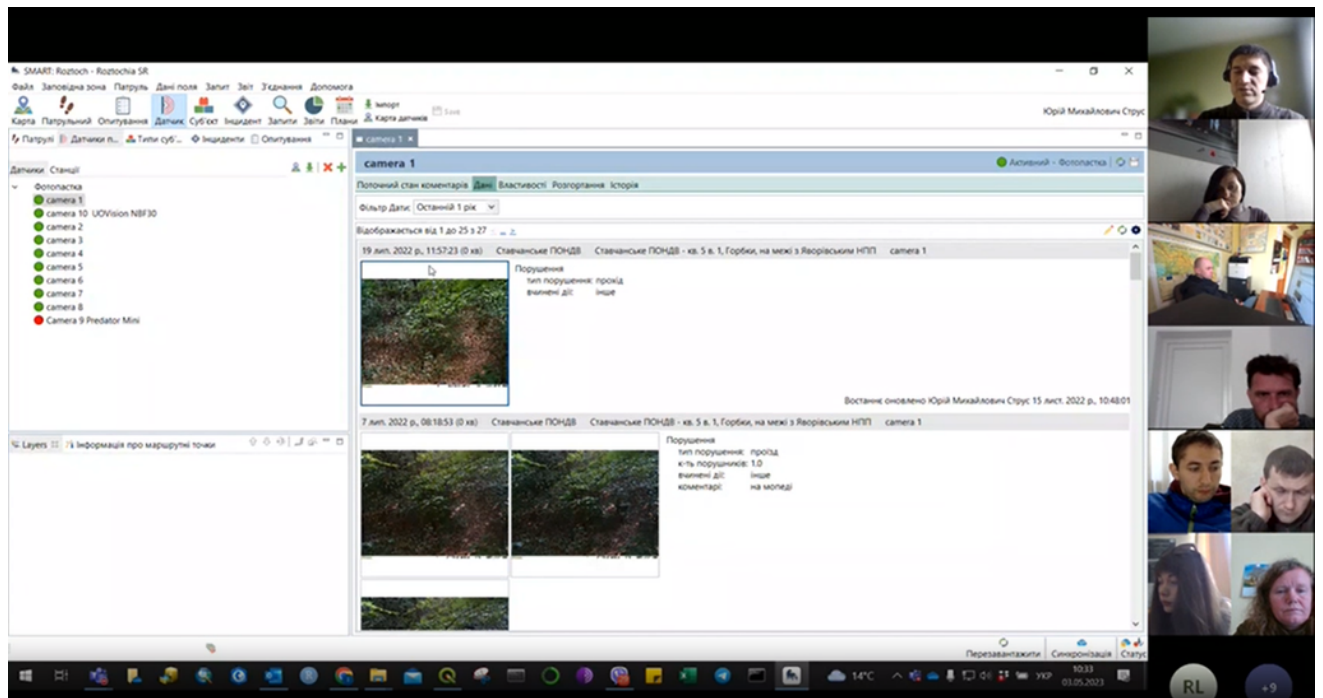 SMART: Roztoch - Roztochia SR
Файл Заповідна зона Патруль Дані поля Запит Звіт З'єднання Допомога
Карта Патрульний Опитування Датчик Суб'єкт Інцидент Запити Звіти Плани
Імпорт
Карта датчиків
Save
Юрій Михайлович Струс
Патрулі Датчики п... Типи суб'... Інциденти Опитування
camera 1
Датчики Станції
Фотопастка
camera 1
camera 10 UOVision NBF30
camera 2
camera 3
camera 4
camera 5
camera 6
camera 7
camera 8
Camera 9 Predator Mini
camera 1
Активний - Фотопастка
Поточний стан коментарів Дані Властивості Розгортання Історія
Фільтр Дати: Останній 1 рік
Відображається від 1 до 25 з 27
19 лип. 2022 р., 11:57:23 (0 хв) Ставчанське ПОНДВ Ставчанське ПОНДВ - кв. 5 в. 1, Горбки, на межі з Яворівським НПП camera 1
Порушення
тип порушення: прохід
вчинені дії: інше
Востаннє оновлено Юрій Михайлович Струс 15 лист. 2022 р., 10:48:01
7 лип. 2022 р., 08:18:53 (0 хв) Ставчанське ПОНДВ Ставчанське ПОНДВ - кв. 5 в. 1, Горбки, на межі з Яворівським НПП camera 1
Порушення
тип порушення: проїзд
к-ть порушників: 1.0
вчинені дії: інше
коментарі: на мопеді
Layers Інформація про маршрутні точки
Перезавантажити Синхронізація Статус
14°C
УКР
10:33
03.05.2023
RL
+9